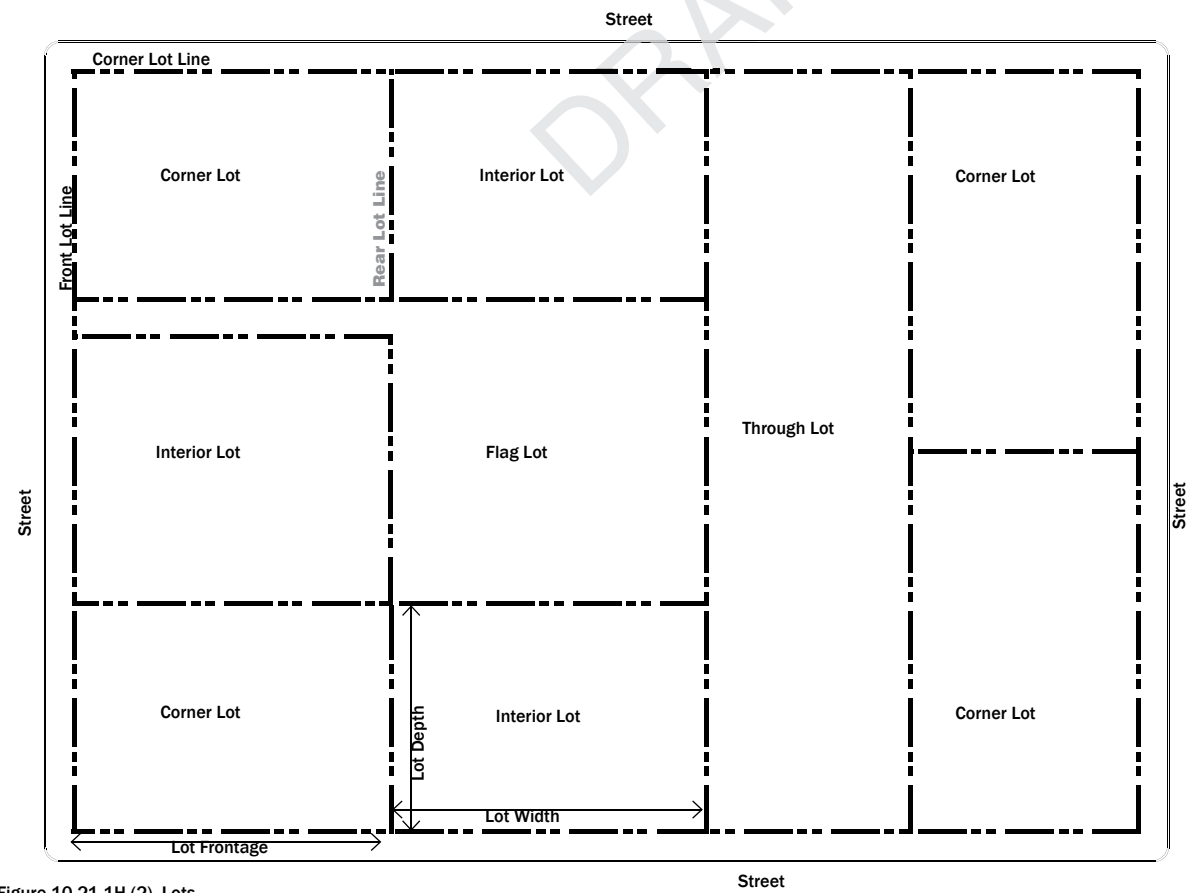 Street
Corner Lot Line
Corner Lot
Interior Lot
Corner Lot
Front Lot Line
Rear Lot Line
Interior Lot
Flag Lot
Through Lot
Street
Street
Corner Lot
Lot Depth
Interior Lot
Corner Lot
Lot Width
Lot Frontage
Street
Figure 10.21.1H (2). Lots